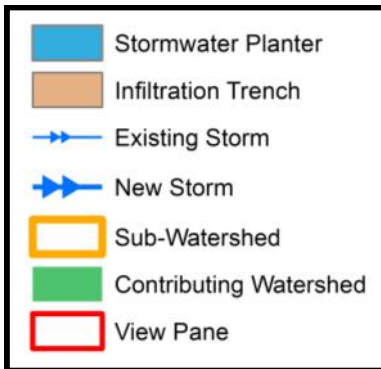 Stormwater Planter
Infiltration Trench
Existing Storm
New Storm
Sub-Watershed
Contributing Watershed
View Pane